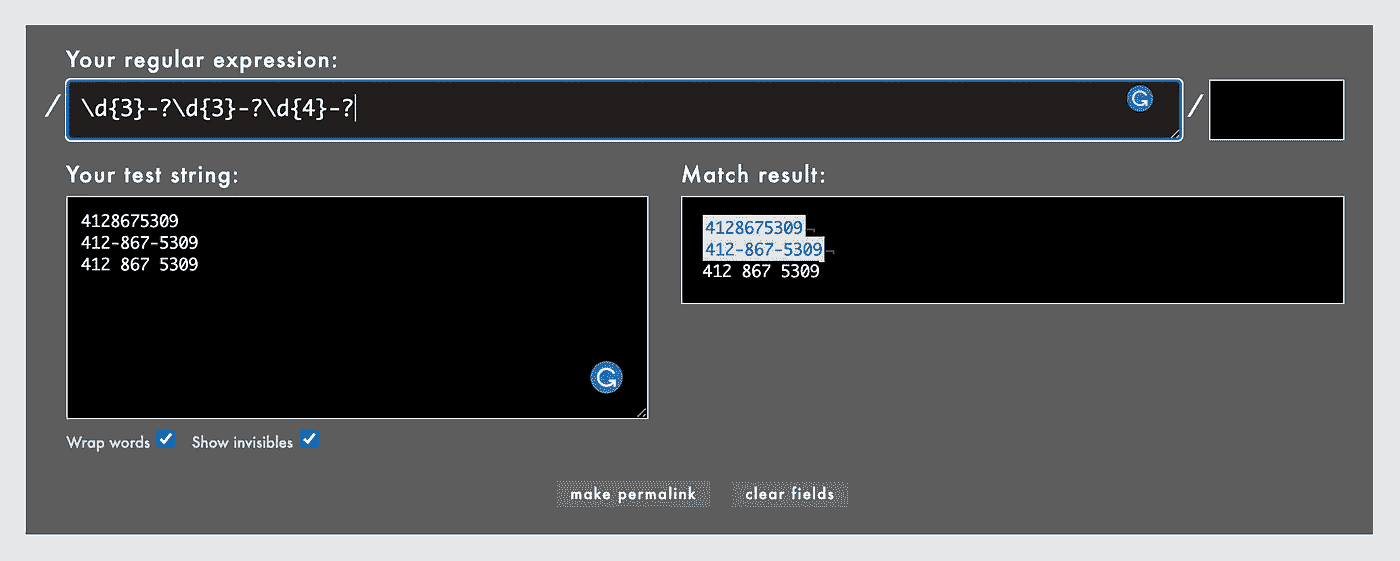 Your regular expression:
/ \d{3}-?\d{3}-?\d{4}-? /
Your test string:
4128675309
412-867-5309
412 867 5309
Wrap words
Show invisibles
Match result:
4128675309¬
412-867-5309¬
412 867 5309
make permalink
clear fields